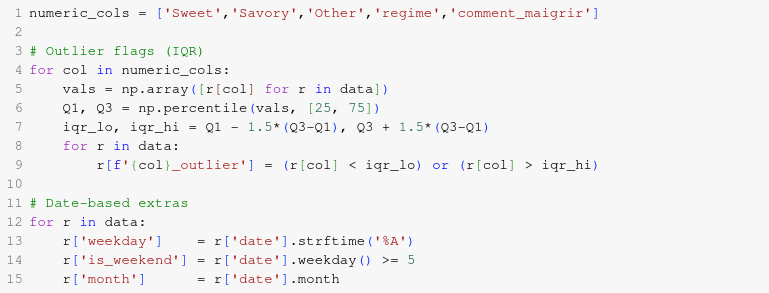 1 numeric_cols = ['Sweet','Savory','Other','regime','comment_maigrir']
2
3 # Outlier flags (IQR)
4 for col in numeric_cols:
5     vals = np.array([r[col] for r in data])
6     Q1, Q3 = np.percentile(vals, [25, 75])
7     iqr_lo, iqr_hi = Q1 - 1.5*(Q3-Q1), Q3 + 1.5*(Q3-Q1)
8     for r in data:
9         r[f'{col}_outlier'] = (r[col] < iqr_lo) or (r[col] > iqr_hi)
10
11 # Date-based extras
12 for r in data:
13     r['weekday']    = r['date'].strftime('%A')
14     r['is_weekend'] = r['date'].weekday() >= 5
15     r['month']      = r['date'].month